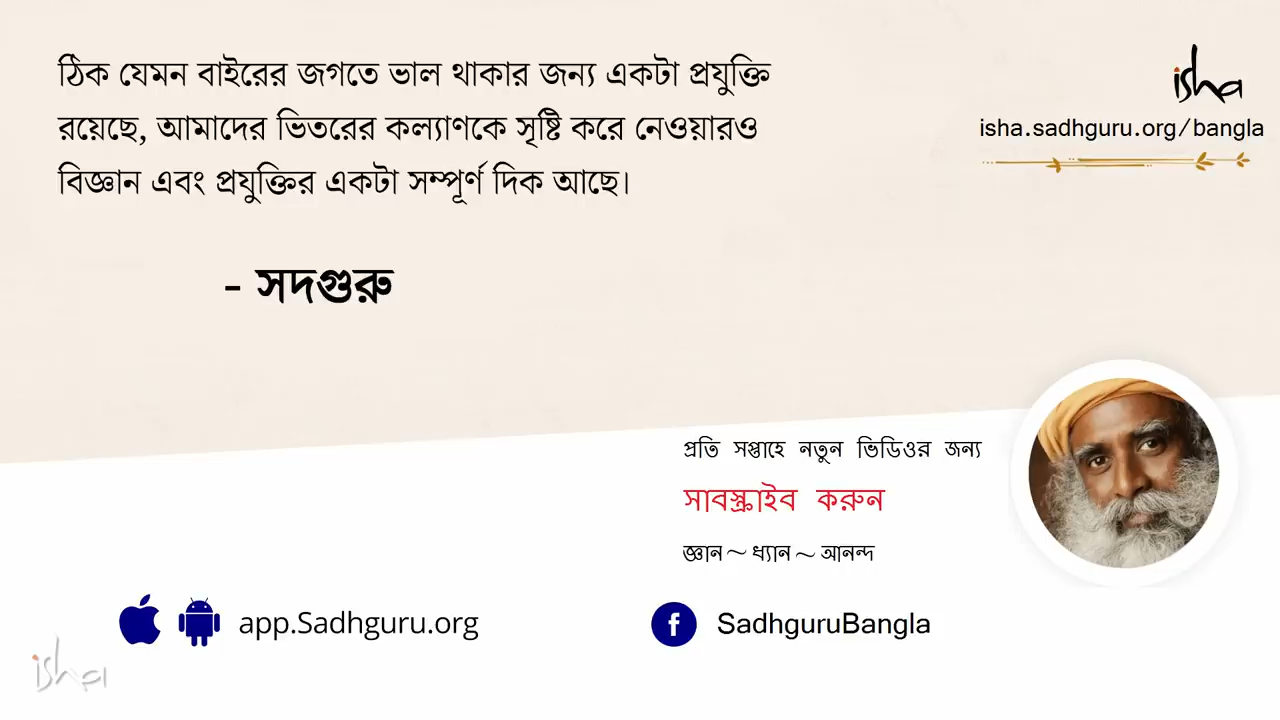 ঠিক যেমন বাইরের জগতে ভাল থাকার জন্য একটা প্রযুক্তি
রয়েছে, আমাদের ভিতরের কল্যাণকে সৃষ্টি করে নেওয়ারও
বিজ্ঞান এবং প্রযুক্তির একটা সম্পূর্ণ দিক আছে।
- সদগুরু
isha
isha.sadhguru.org/bangla
প্রতি সপ্তাহে নতুন ভিডিওর জন্য
সাবস্ক্রাইব করুন
জ্ঞান ~ ধ্যান ~ আনন্দ
app.Sadhguru.org
SadhguruBangla
isha